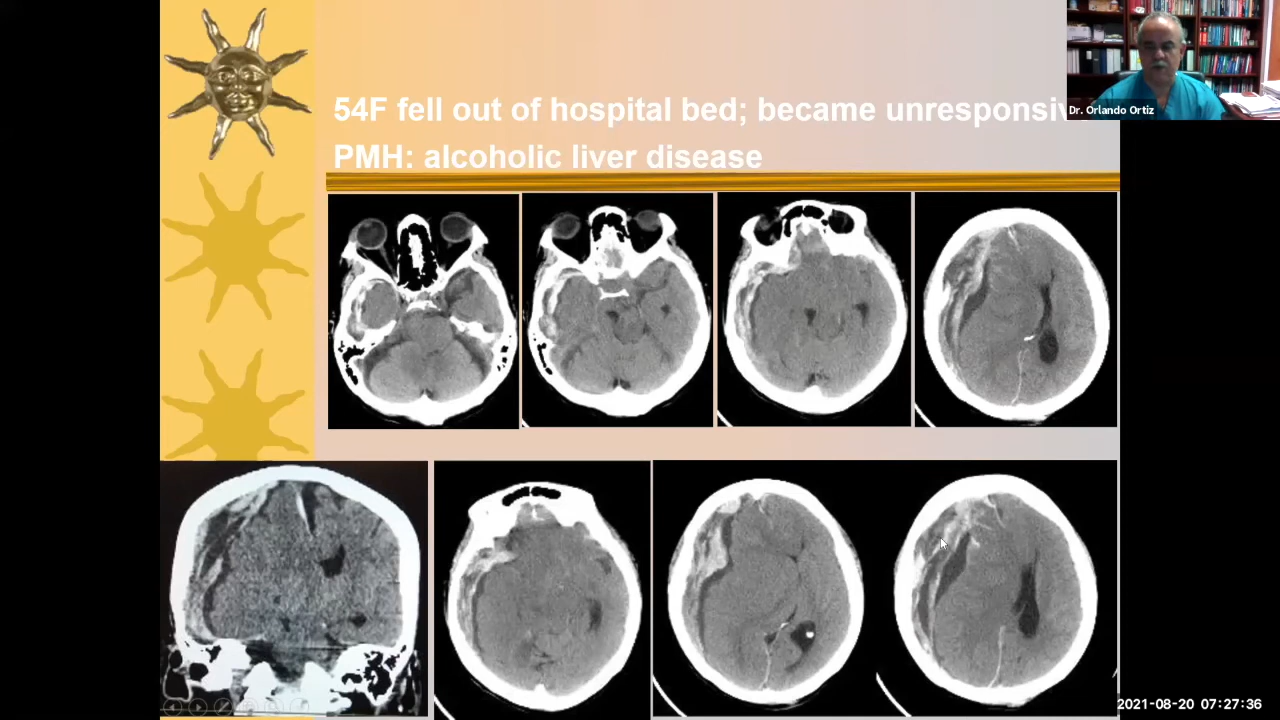 54F fell out of hospital bed; became unresponsiv
PMH: alcoholic liver disease
Dr. Orlando Ortiz
2021-08-20 07:27:36